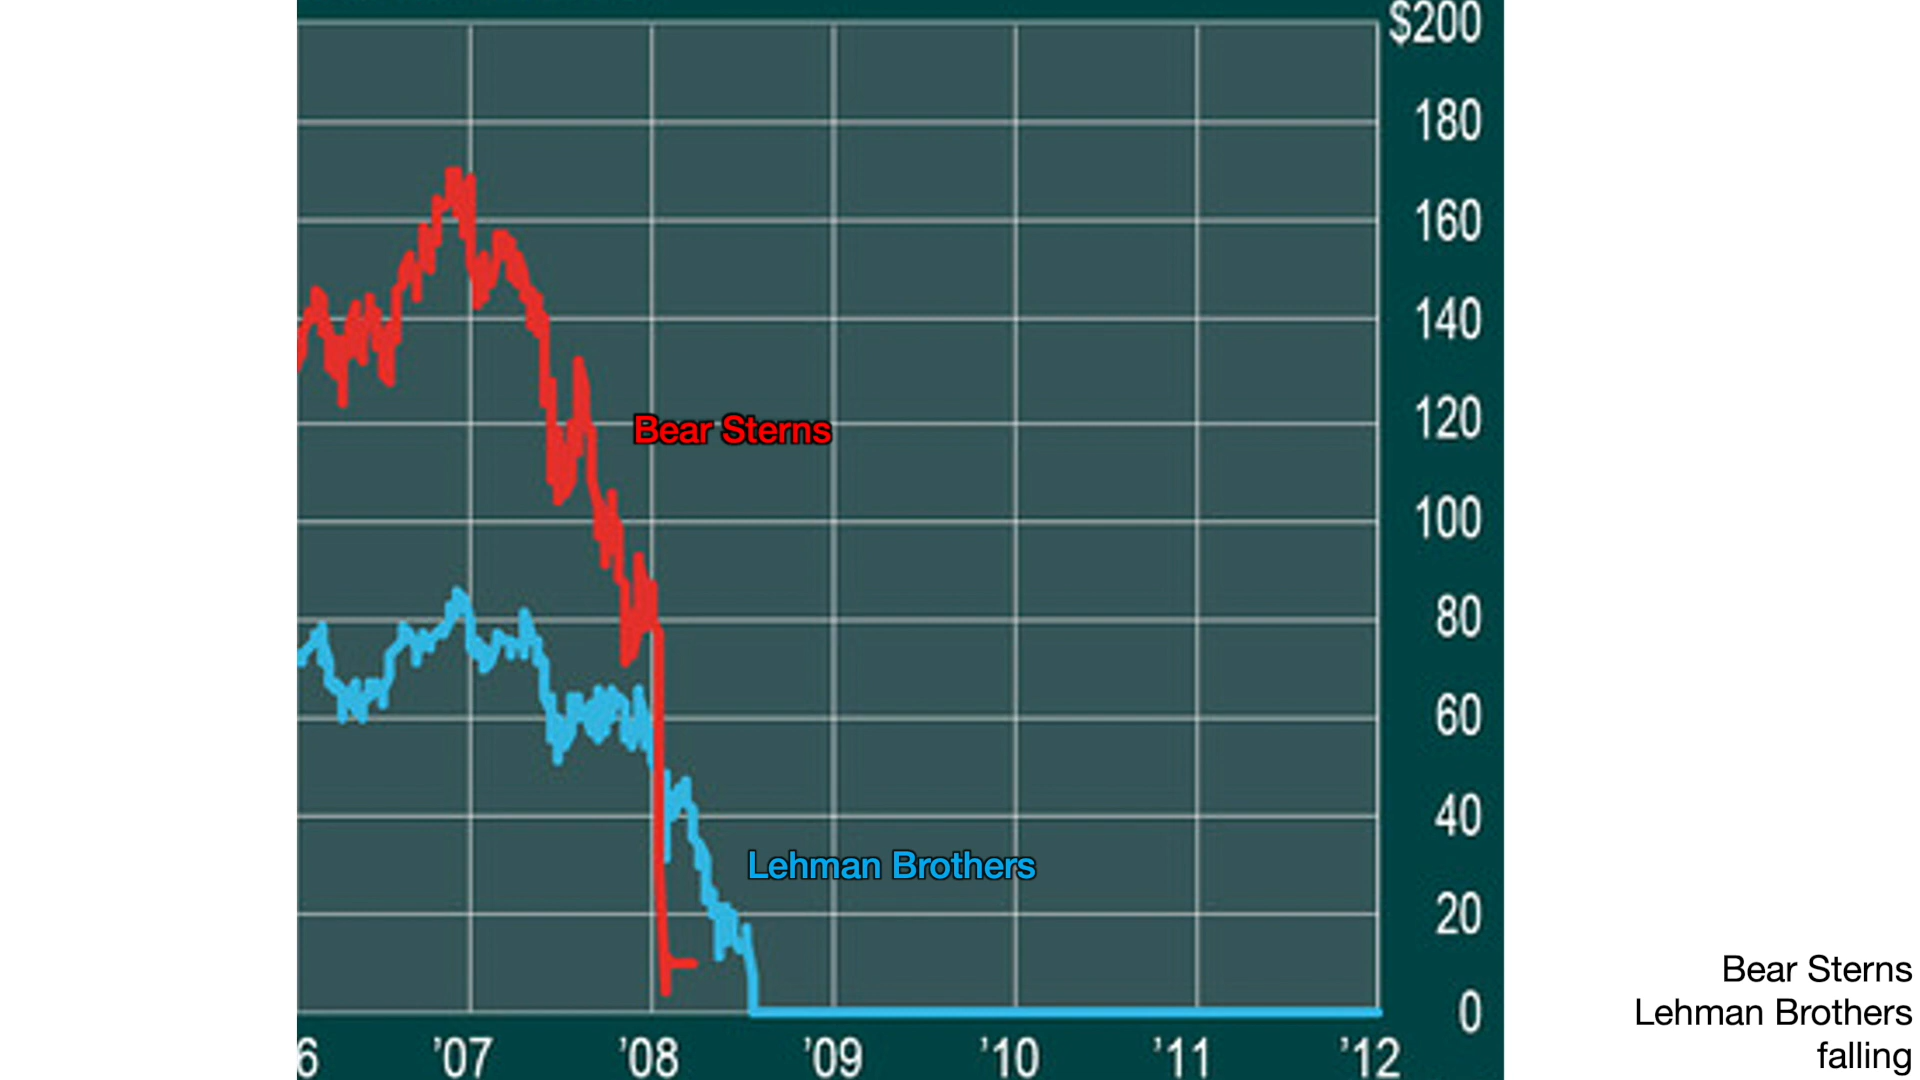 $200
180
160
140
120
Bear Sterns
100
80
60
40
Lehman Brothers
20
0
6 '07 '08 '09 '10 '11 '12
Bear Sterns
Lehman Brothers
falling